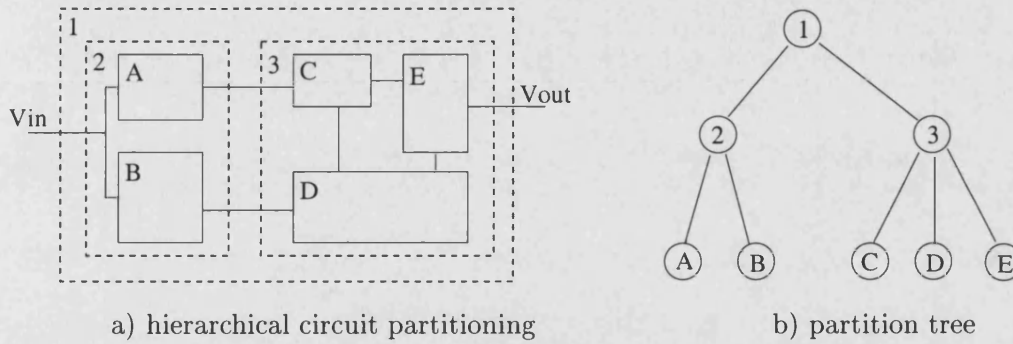 1
2 A 3 C E
Vin Vout
B
D
a) hierarchical circuit partitioning
1
2 3
A B C D E
b) partition tree